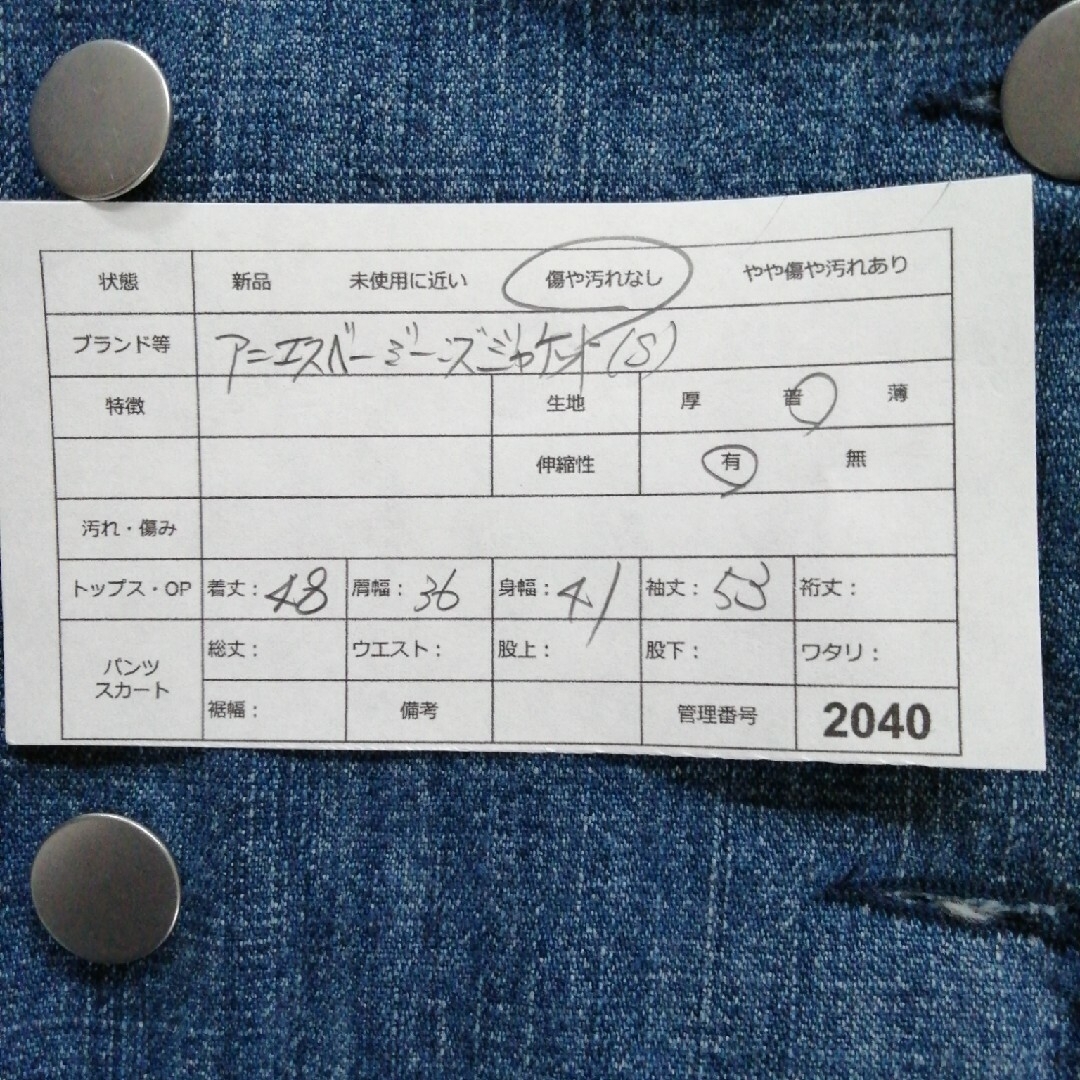 状態 新品 未使用に近い 傷や汚れなし やや傷や汚れあり
ブランド等 アニエスベージーンズジャケット(S)
特徴 生地 厚 普 薄
伸縮性 有 無
汚れ・傷み
トップス・OP 着丈：48 肩幅：36 身幅：41 袖丈：53 裄丈：
パンツ スカート 総丈： ウエスト： 股上： 股下： ワタリ：
裾幅： 備考 管理番号 2040